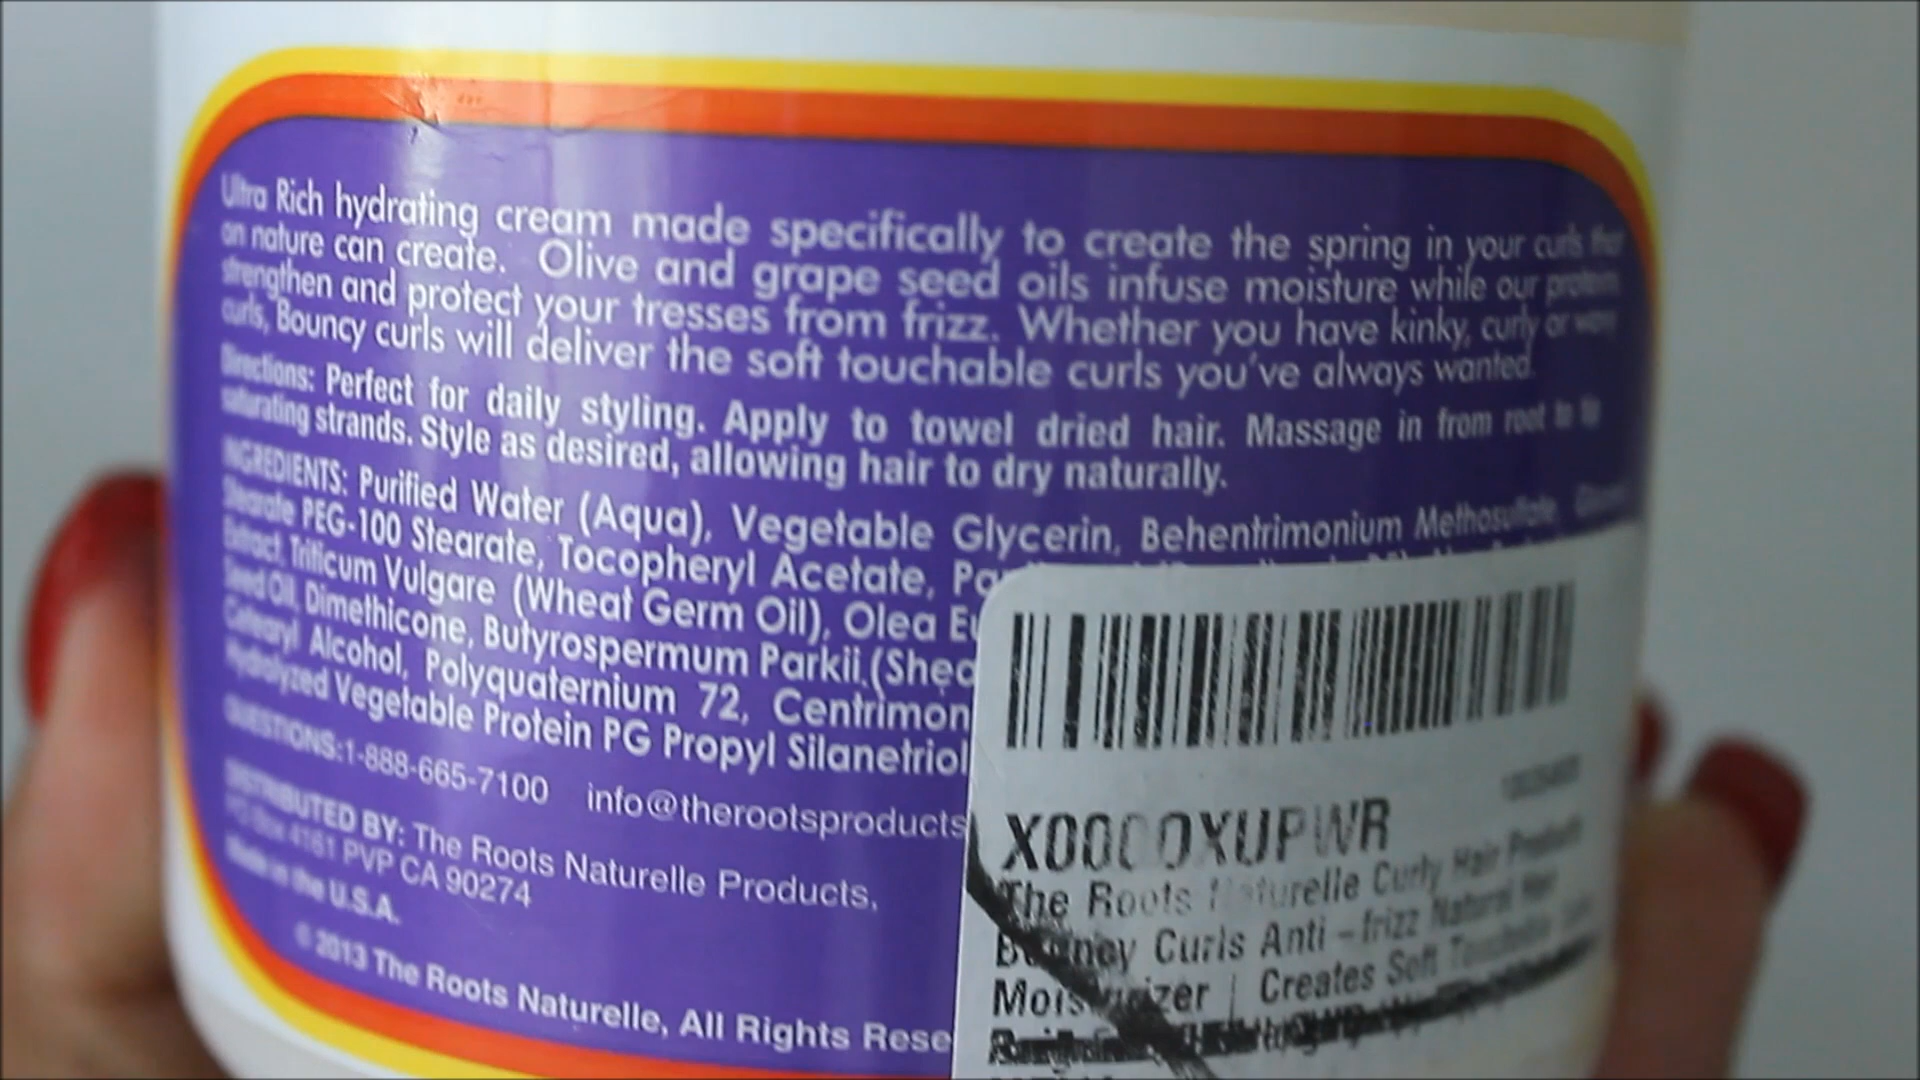 Ultra Rich hydrating cream made specifically to create the spring in your curls that
on nature can create. Olive and grape seed oils infuse moisture while our protein
strengthen and protect your tresses from frizz. Whether you have kinky, curly or wavy
curls, Bouncy curls will deliver the soft touchable curls you've always wanted.
Directions: Perfect for daily styling. Apply to towel dried hair. Massage in from root to tip
saturating strands. Style as desired, allowing hair to dry naturally.
INGREDIENTS: Purified Water (Aqua), Vegetable Glycerin, Behentrimonium Methosulfate,
Stearate PEG-100 Stearate, Tocopheryl Acetate,
Extract, Triticum Vulgare (Wheat Germ Oil), Olea
Seed Oil, Dimethicone, Butyrospermum Parkii (Shea
Cetearyl Alcohol, Polyquaternium 72, Centrimon
Hydrolyzed Vegetable Protein PG Propyl Silanetriol
QUESTIONS:1-888-665-7100 info@therootsproducts
DISTRIBUTED BY: The Roots Naturelle Products,
PO Box 4161 PVP CA 90274
Made in the U.S.A.
© 2013 The Roots Naturelle, All Rights Rese
X000OXUPWR
The Roots Naturelle Curly Hair Products
Bouncy Curls Anti-frizz Natural Hair
Moisturizer | Creates Soft Touchable